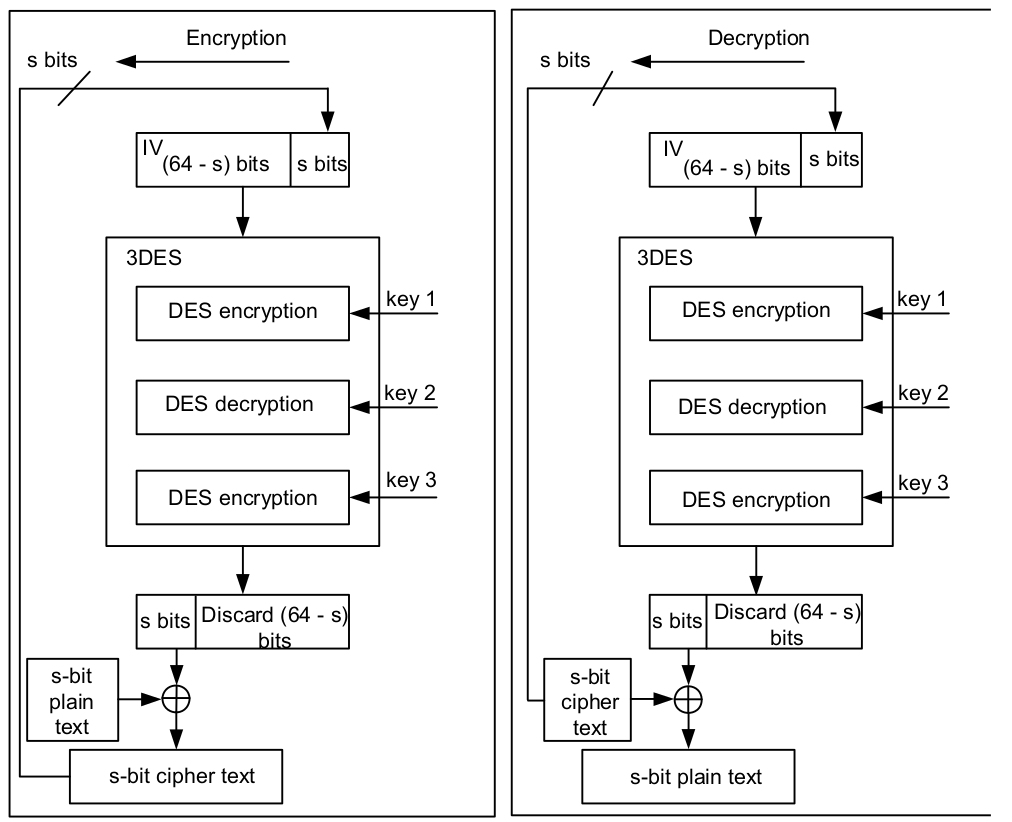 Encryption
s bits
IV
(64 - s) bits
s bits
3DES
DES encryption
key 1
DES decryption
key 2
DES encryption
key 3
s bits
Discard (64 - s)
bits
s-bit
plain
text
s-bit cipher text
Decryption
s bits
IV
(64 - s) bits
s bits
3DES
DES encryption
key 1
DES decryption
key 2
DES encryption
key 3
s bits
Discard (64 - s)
bits
s-bit
cipher
text
s-bit plain text